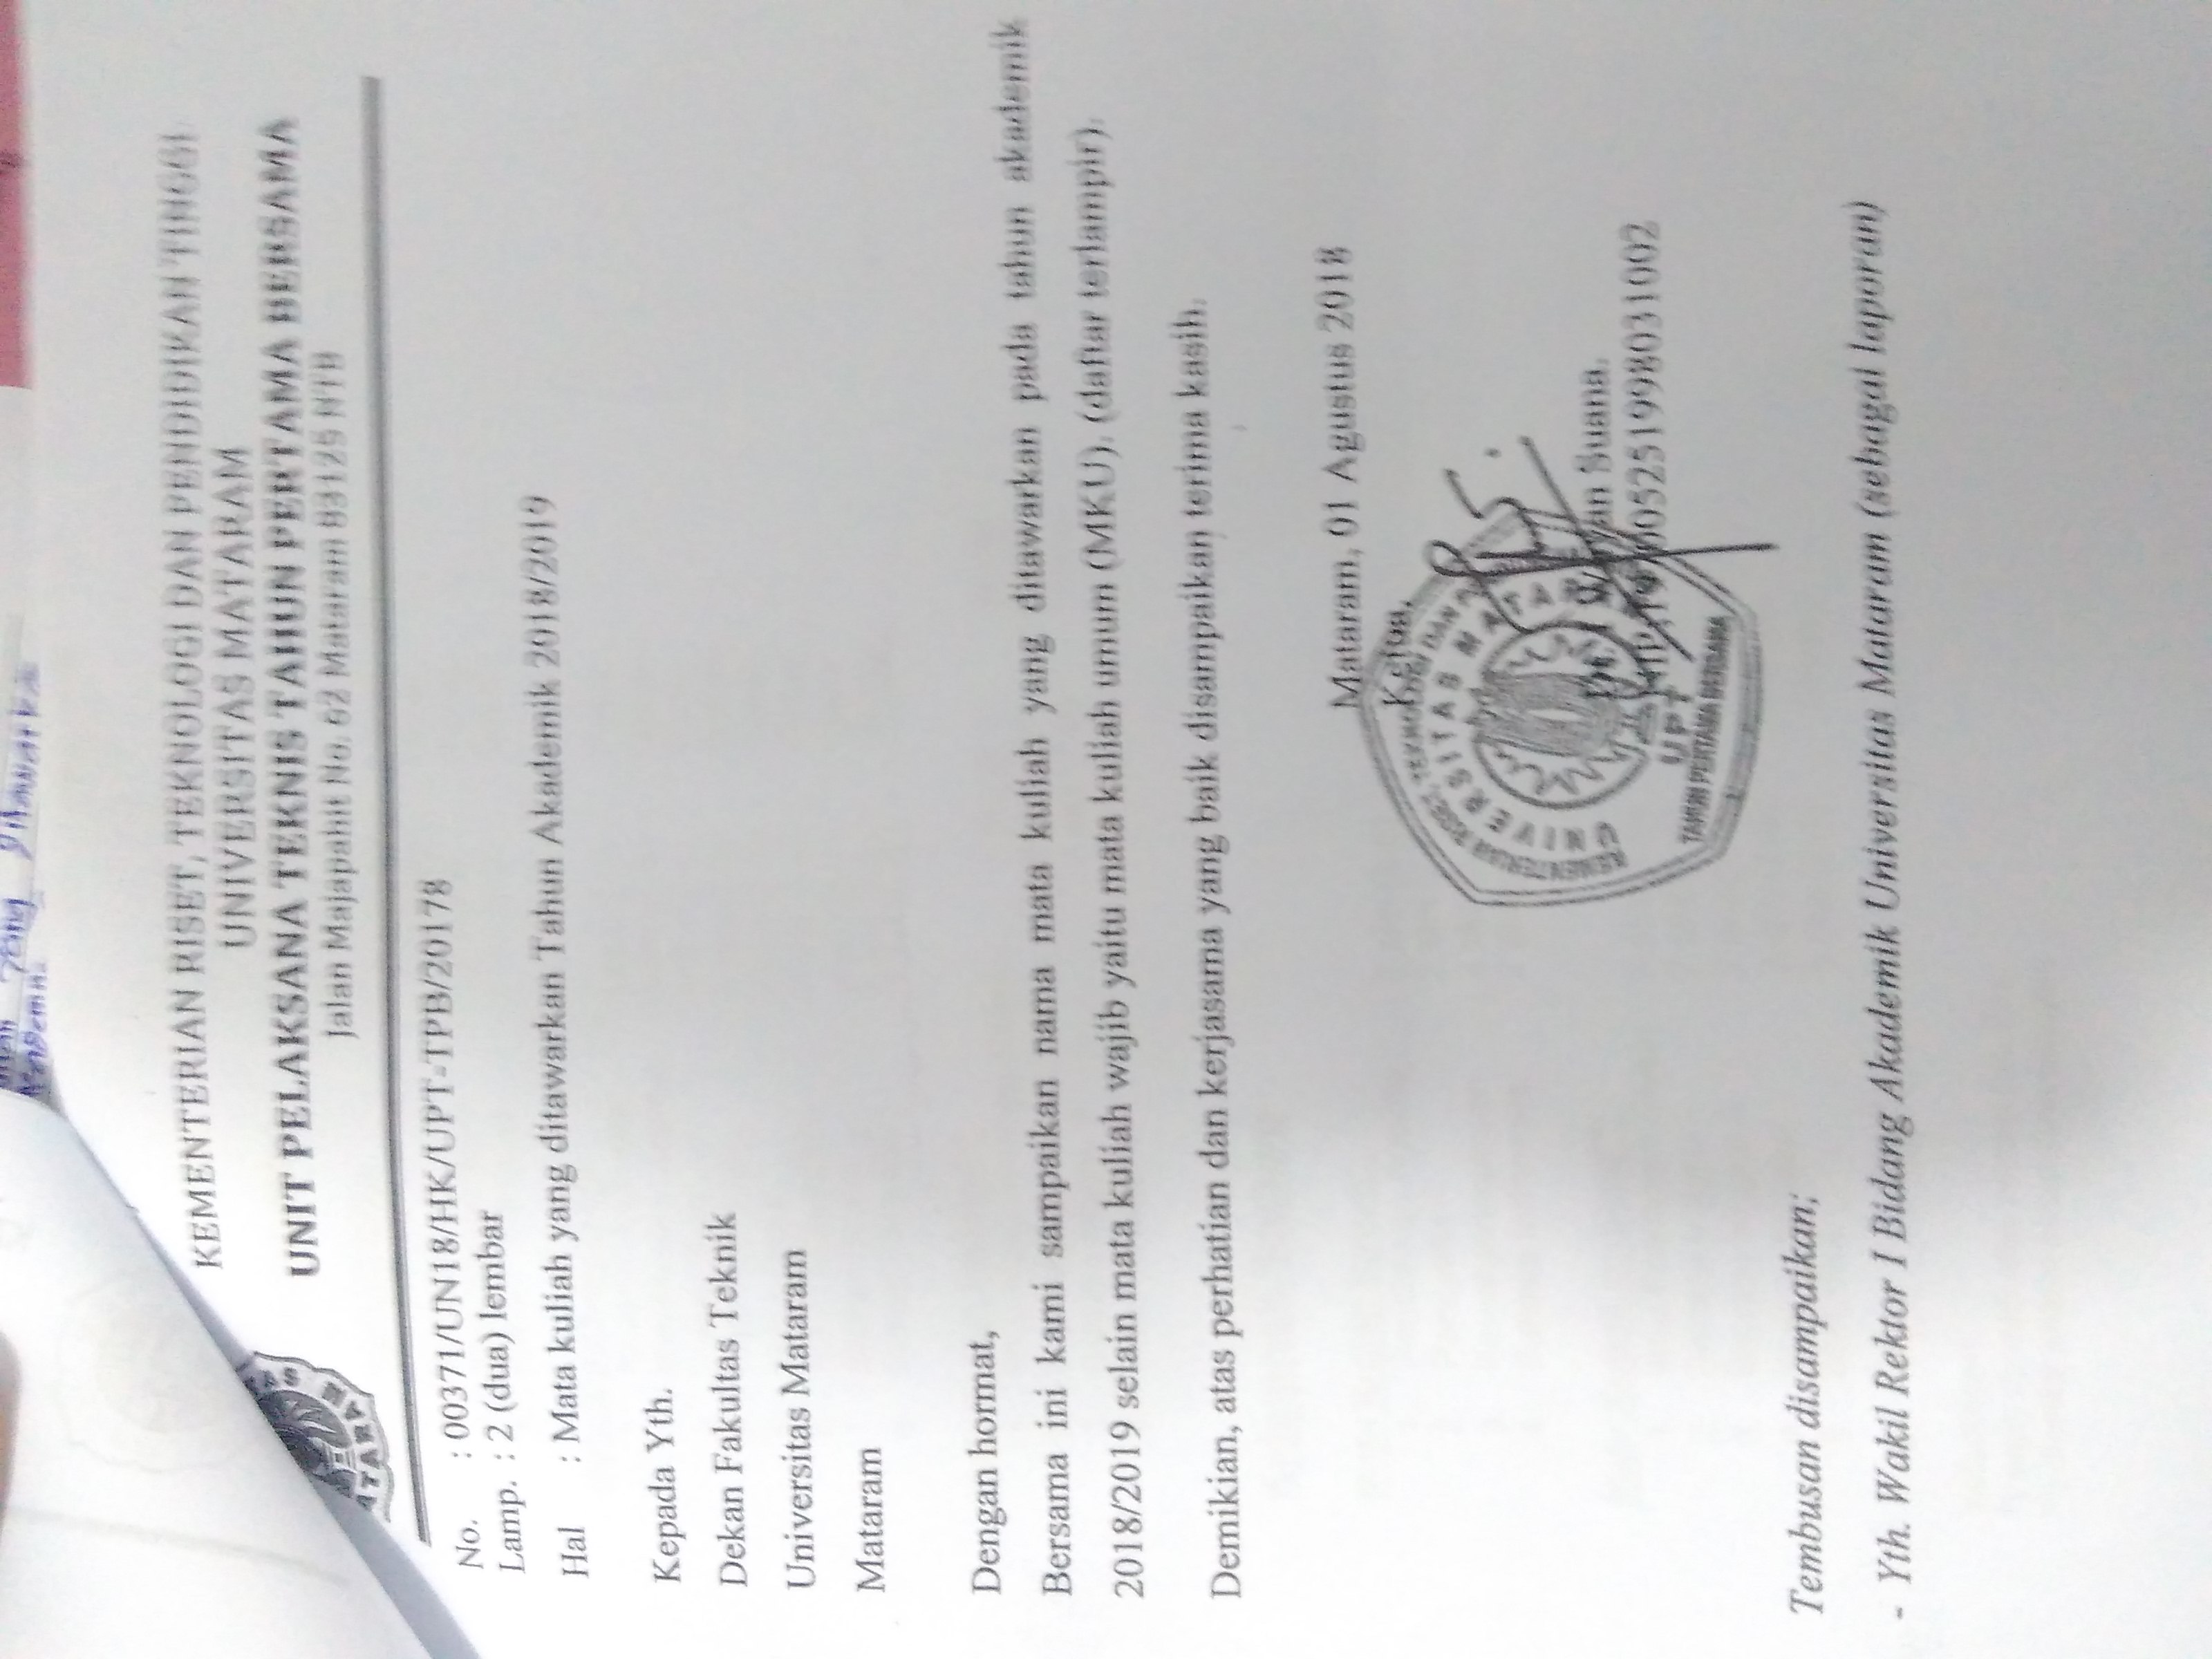 KEMENTERIAN RISET, TEKNOLOGI DAN PENDIDIKAN TINGGI
UNIVERSITAS MATARAM
UNIT PELAKSANA TEKNIS TAHUN PERTAMA BERSAMA
Jalan Majapahit No. 62 Mataram 83125 NTB
No. : 00371/UN18/HK/UPT-TPB/20178
Lamp. : 2 (dua) lembar
Hal : Mata kuliah yang ditawarkan Tahun Akademik 2018/2019
Kepada Yth.
Dekan Fakultas Teknik
Universitas Mataram
Mataram
Dengan hormat,
Bersama ini kami sampaikan nama mata kuliah yang ditawarkan pada tahun akademik
2018/2019 selain mata kuliah wajib yaitu mata kuliah umum (MKU). (daftar terlampir).
Demikian, atas perhatian dan kerjasama yang baik disampaikan terima kasih.
Mataram, 01 Agustus 2018
Ketua,
Suana.
UNIVERSITAS MATARAM
UPT
TAHUN PERTAMA BERSAMA
Tembusan disampaikan:
- Yth. Wakil Rektor I Bidang Akademik Universitas Mataram (sebagai laporan)